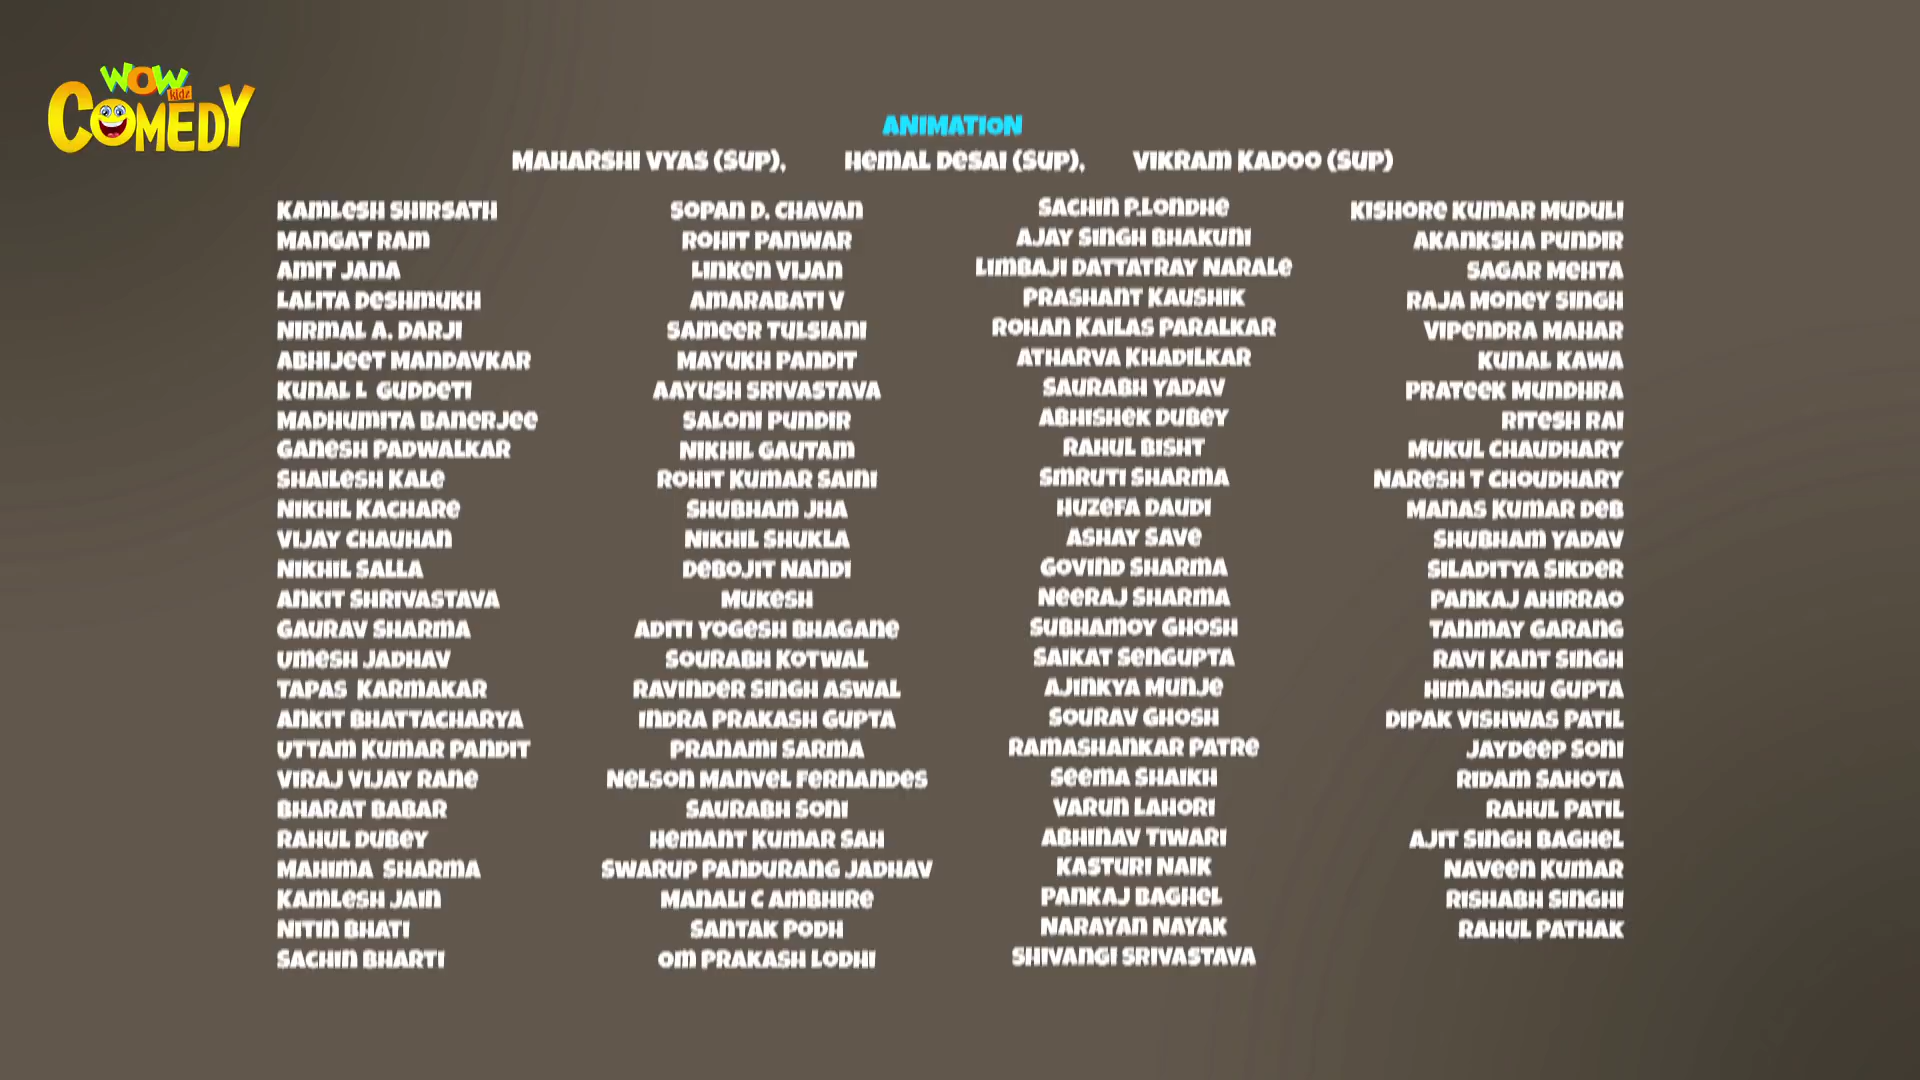 WOW
kidz
COMEDY
ANIMATION
MAHARSHI VYAS (SUP), HEMAL DESAI (SUP), VIKRAM KADOO (SUP)
KAMLESH SHIRSATH SOPAN D. CHAVAN SACHIN P.LONDHE KISHORE KUMAR MUDULI
MANGAT RAM ROHIT PANWAR AJAY SINGH BHAKUNI AKANKSHA PUNDIR
AMIT JANA LINKEN VIJAN LIMBAJI DATTATRAY NARALE SAGAR MEHTA
LALITA DESHMUKH AMARABATI V PRASHANT KAUSHIK RAJA MONEY SINGH
NIRMAL A. DARJI SAMEER TULSIANI ROHAN KAILAS PARALKAR VIPENDRA MAHAR
ABHIJEET MANDAVKAR MAYUKH PANDIT ATHARVA KHADILKAR KUNAL KAWA
KUNAL L GUDDETI AAYUSH SRIVASTAVA SAURABH YADAV PRATEEK MUNDHRA
MADHUMITA BANERJEE SALONI PUNDIR ABHISHEK DUBEY RITESH RAI
GANESH PADWALKAR NIKHIL GAUTAM RAHUL BISHT MUKUL CHAUDHARY
SHAILESH KALE ROHIT KUMAR SAINI SMRUTI SHARMA NARESH T CHOUDHARY
NIKHIL KACHARE SHUBHAM JHA HUZEFA DAUDI MANAS KUMAR DEB
VIJAY CHAUHAN NIKHIL SHUKLA ASHAY SAVE SHUBHAM YADAV
NIKHIL SALLA DEBOJIT NANDI GOVIND SHARMA SILADITYA SIKDER
ANKIT SHRIVASTAVA MUKESH NEERAJ SHARMA PANKAJ AHIRRAO
GAURAV SHARMA ADITI YOGESH BHAGANE SUBHAMOY GHOSH TANMAY GARANG
UMESH JADHAV SOURABH KOTWAL SAIKAT SENGUPTA RAVI KANT SINGH
TAPAS KARMAKAR RAVINDER SINGH ASWAL AJINKYA MUNJE HIMANSHU GUPTA
ANKIT BHATTACHARYA INDRA PRAKASH GUPTA SOURAV GHOSH DIPAK VISHWAS PATIL
UTTAM KUMAR PANDIT PRANAMI SARMA RAMASHANKAR PATRE JAYDEEP SONI
VIRAJ VIJAY RANE NELSON MANVEL FERNANDES SEEMA SHAIKH RIDAM SAHOTA
BHARAT BABAR SAURABH SONI VARUN LAHORI RAHUL PATIL
RAHUL DUBEY HEMANT KUMAR SAH ABHINAV TIWARI AJIT SINGH BAGHEL
MAHIMA SHARMA SWARUP PANDURANG JADHAV KASTURI NAIK NAVEEN KUMAR
KAMLESH JAIN MANALI C AMBHIRE PANKAJ BAGHEL RISHABH SINGHI
NITIN BHATI SANTAK PODH NARAYAN NAYAK RAHUL PATHAK
SACHIN BHARTI OM PRAKASH LODHI SHIVANGI SRIVASTAVA